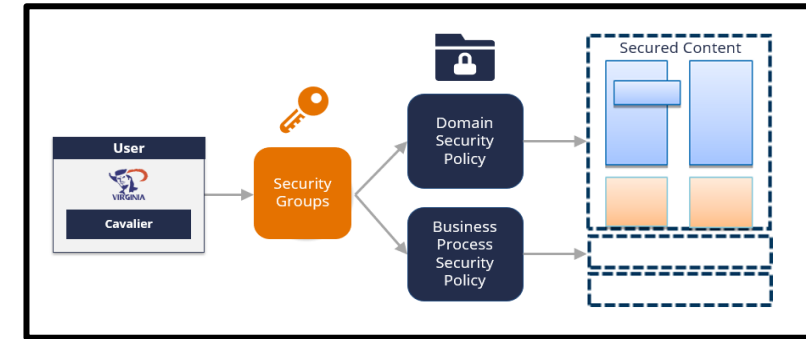 User
VIRGINIA
Cavalier
Security
Groups
Domain
Security
Policy
Business
Process
Security
Policy
Secured Content